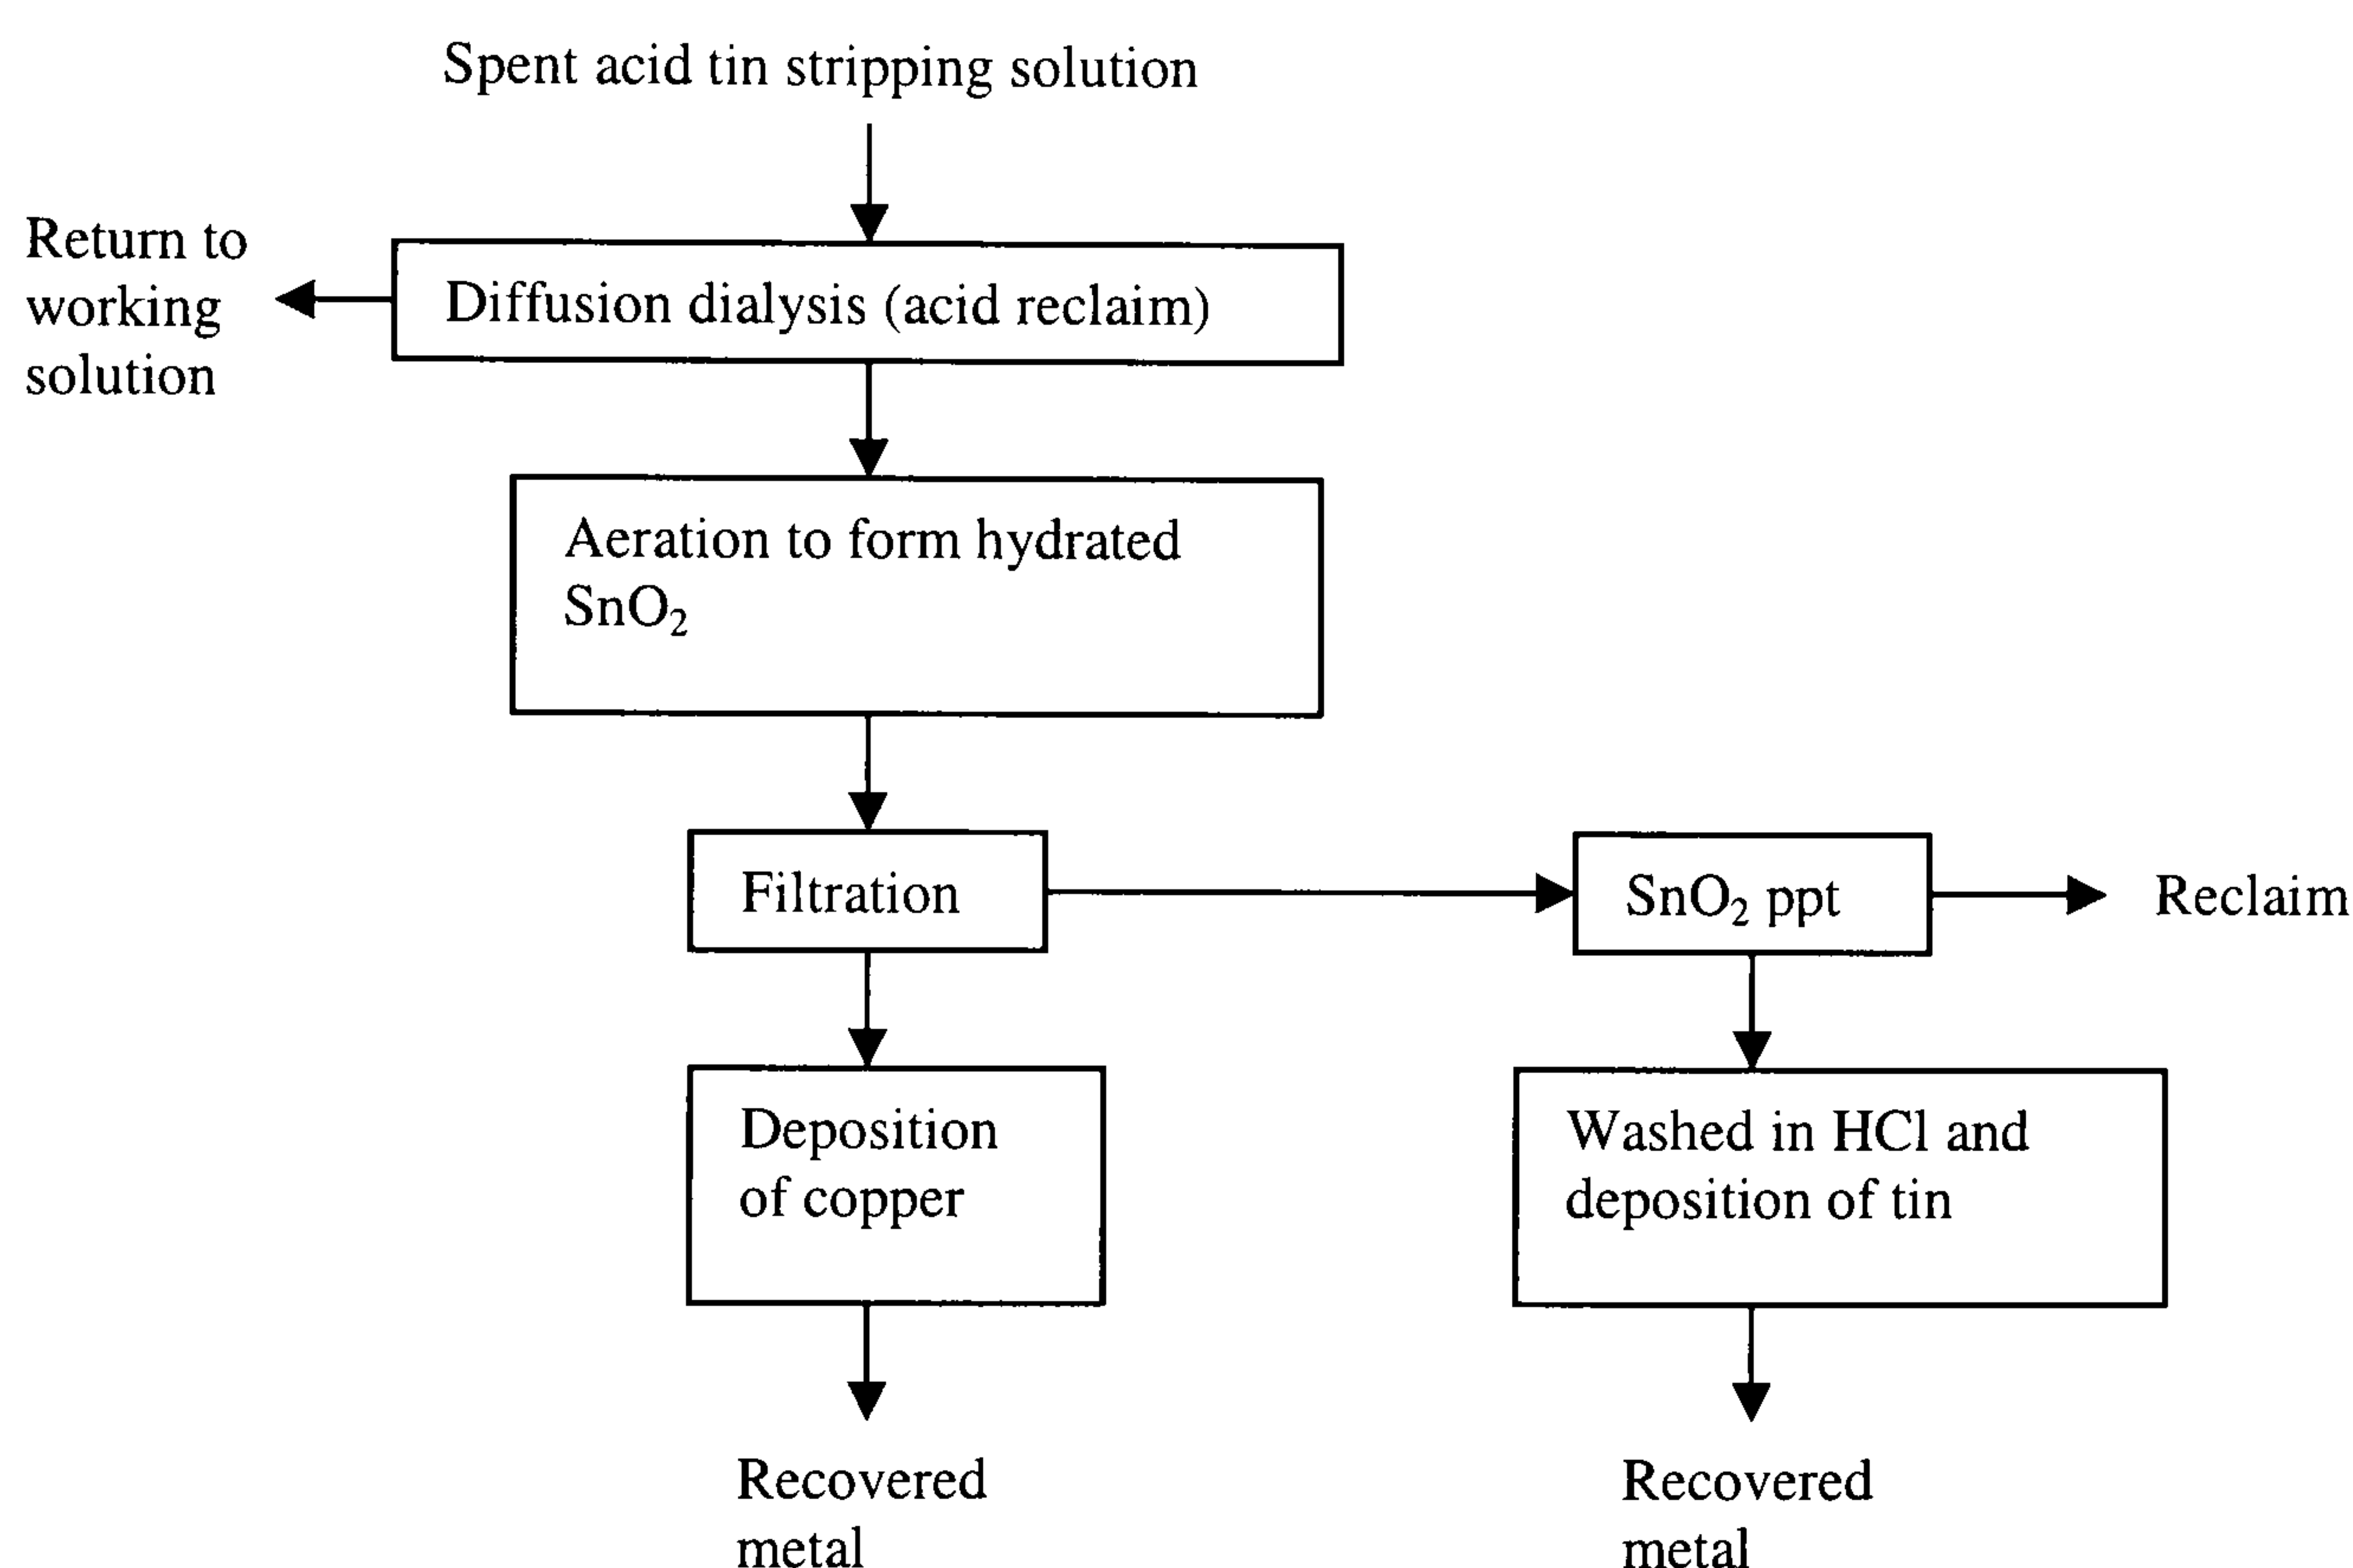 Spent acid tin stripping solution
Return to
working
solution
Diffusion dialysis (acid reclaim)
Aeration to form hydrated
SnO₂
Filtration
SnO₂ ppt
Reclaim
Deposition
of copper
Washed in HCl and
deposition of tin
Recovered
metal
Recovered
metal